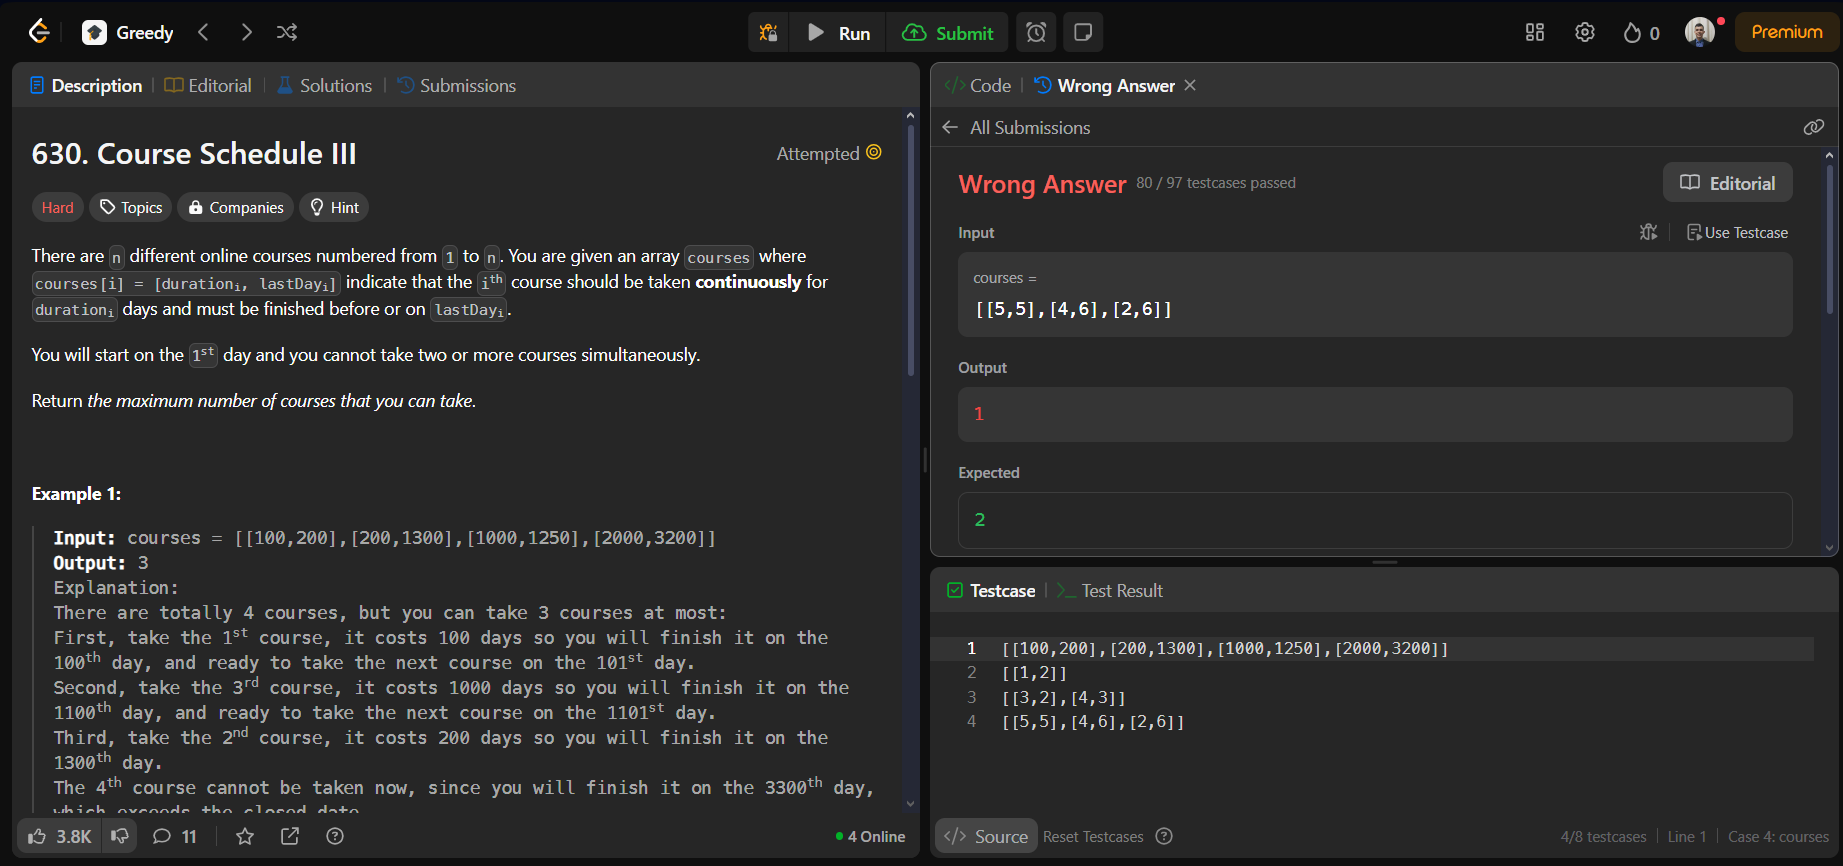 Greedy
Run
Submit
0
Premium
Description
Editorial
Solutions
Submissions
630. Course Schedule III
Attempted
Hard
Topics
Companies
Hint
There are n different online courses numbered from 1 to n. You are given an array courses where
courses[i] = [durationi, lastDayi] indicate that the ith course should be taken continuously for
durationi days and must be finished before or on lastDayi.
You will start on the 1st day and you cannot take two or more courses simultaneously.
Return the maximum number of courses that you can take.
Example 1:
Input: courses = [[100,200],[200,1300],[1000,1250],[2000,3200]]
Output: 3
Explanation:
There are totally 4 courses, but you can take 3 courses at most:
First, take the 1st course, it costs 100 days so you will finish it on the
100th day, and ready to take the next course on the 101st day.
Second, take the 3rd course, it costs 1000 days so you will finish it on the
1100th day, and ready to take the next course on the 1101st day.
Third, take the 2nd course, it costs 200 days so you will finish it on the
1300th day.
The 4th course cannot be taken now, since you will finish it on the 3300th day,
which exceeds the closed date.
3.8K
11
4 Online
Code
Wrong Answer
All Submissions
Wrong Answer
80 / 97 testcases passed
Editorial
Input
Use Testcase
courses =
[[5,5],[4,6],[2,6]]
Output
1
Expected
2
Testcase
Test Result
1 [[100,200],[200,1300],[1000,1250],[2000,3200]]
2 [[1,2]]
3 [[3,2],[4,3]]
4 [[5,5],[4,6],[2,6]]
Source
Reset Testcases
4/8 testcases
Line 1
Case 4: courses